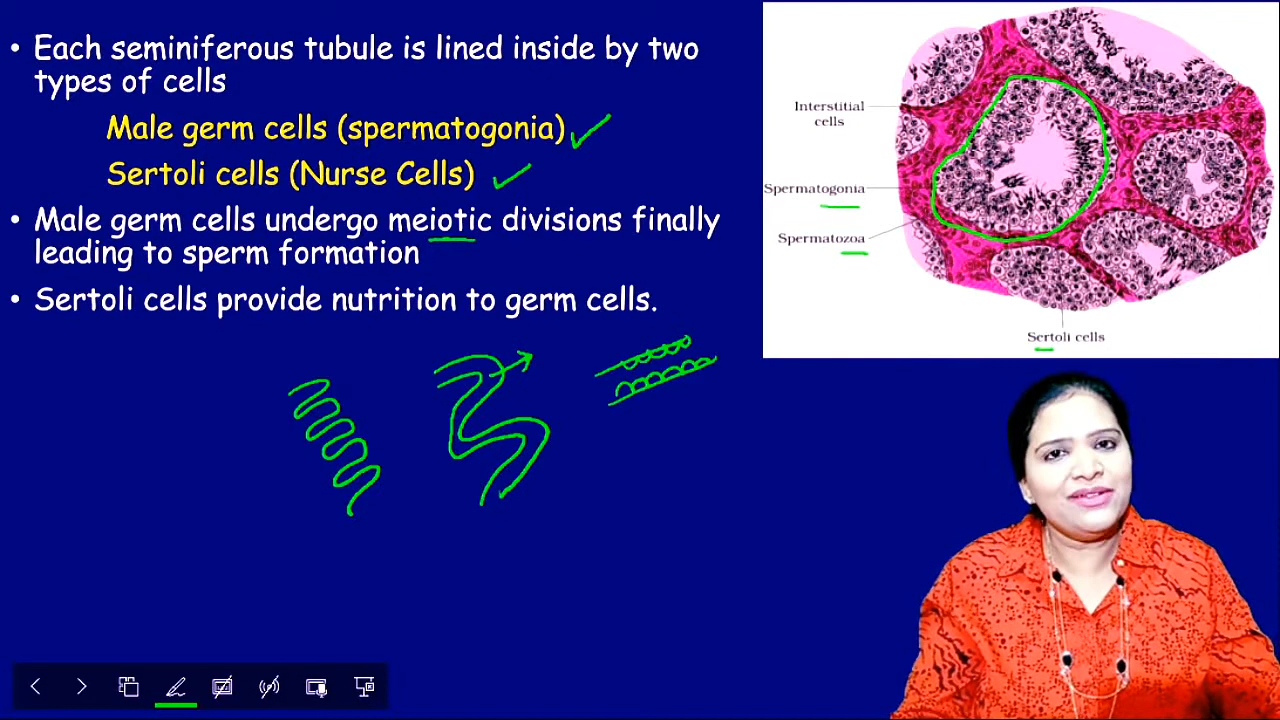 • Each seminiferous tubule is lined inside by two
types of cells
Male germ cells (spermatogonia)
Sertoli cells (Nurse Cells)
• Male germ cells undergo meiotic divisions finally
leading to sperm formation
• Sertoli cells provide nutrition to germ cells.
Interstitial
cells
Spermatogonia
Spermatozoa
Sertoli cells